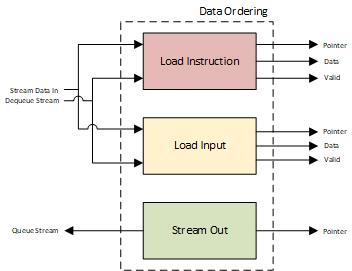 Data Ordering
Load Instruction
Pointer
Data
Valid
Stream Data In
Dequeue Stream
Load Input
Pointer
Data
Valid
Queue Stream
Stream Out
Pointer